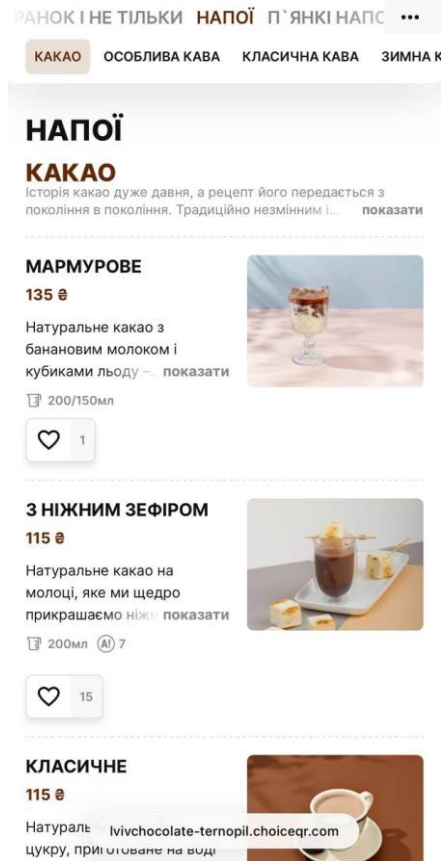 РАНОК І НЕ ТІЛЬКИ НАПОЇ П`ЯНКІ НАПО
КАКАО ОСОБЛИВА КАВА КЛАСИЧНА КАВА ЗИМНА К
НАПОЇ
КАКАО
Історія какао дуже давня, а рецепт його передається з
покоління в покоління. Традиційно незмінним і... показати
МАРМУРОВЕ
135 ₴
Натуральне какао з
банановим молоком і
кубиками льоду –... показати
200/150мл
1
З НІЖНИМ ЗЕФІРОМ
115 ₴
Натуральне какао на
молоці, яке ми щедро
прикрашаємо ніжн показати
200мл A! 7
15
КЛАСИЧНЕ
115 ₴
Натураль
lvivchocolate-ternopil.choiceqr.com
цукру, приготоване на воді